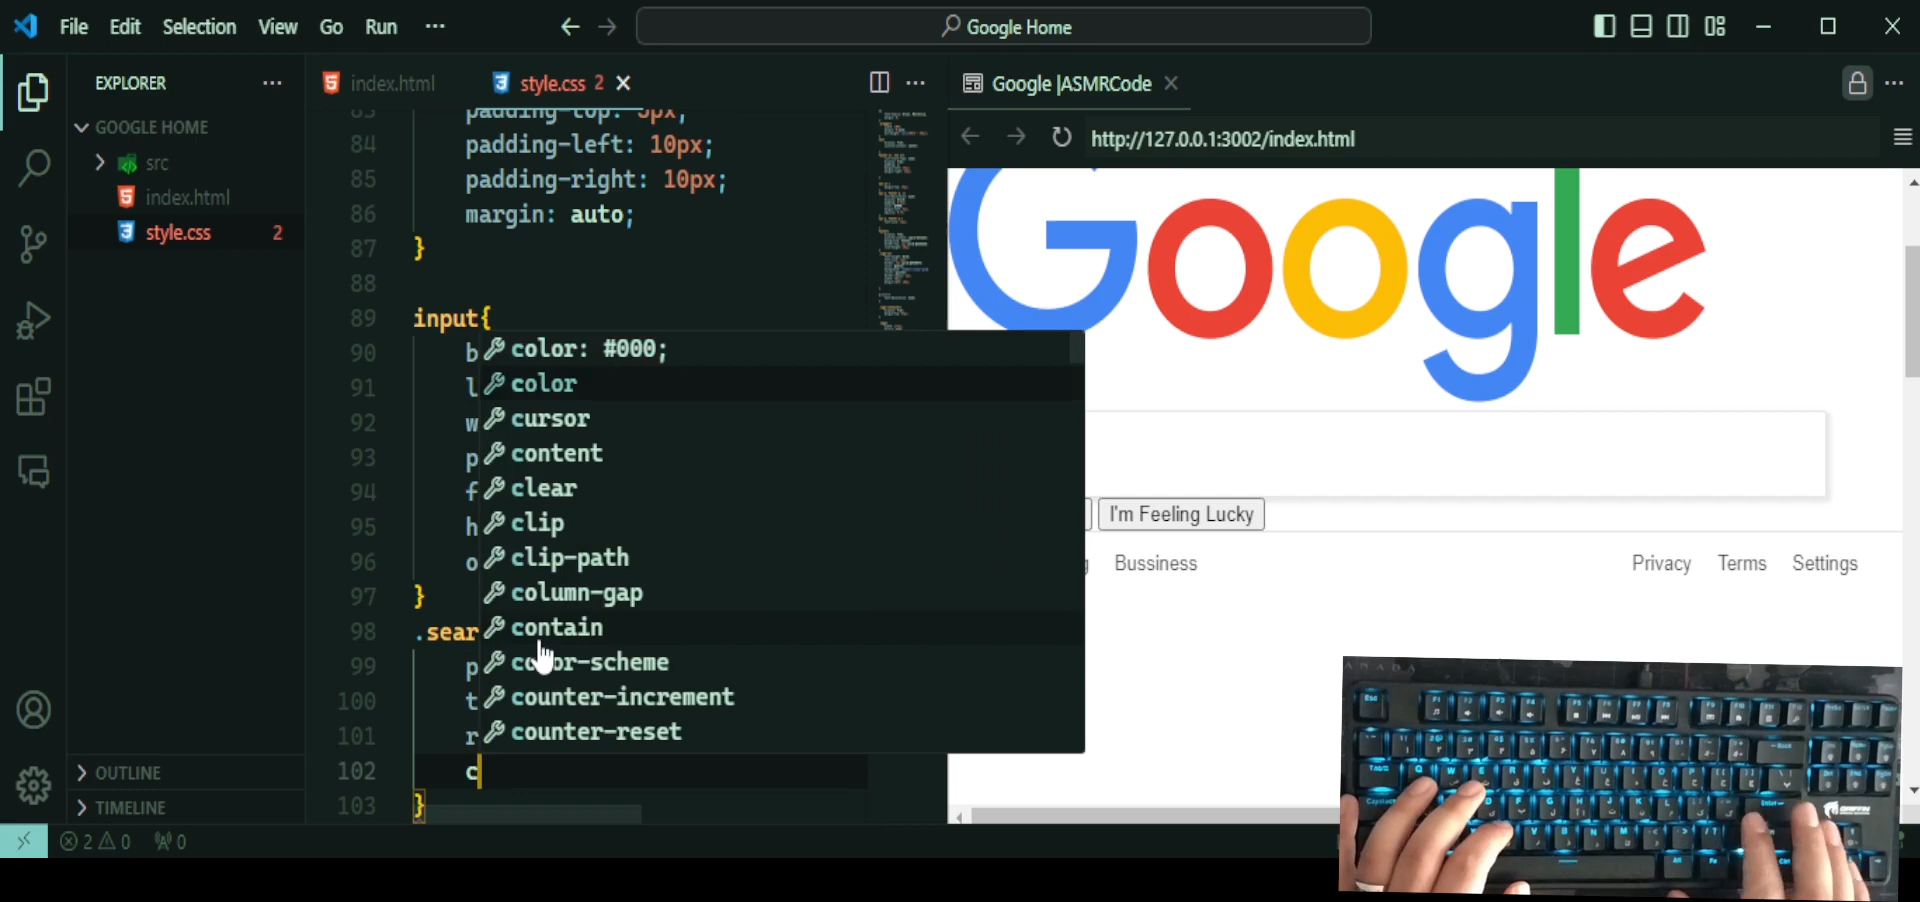 File Edit Selection View Go Run ···
Google Home
EXPLORER ···
GOOGLE HOME
src
index.html
style.css 2
OUTLINE
TIMELINE
2 0 0
index.html
style.css 2
84 padding-left: 10px;
85 padding-right: 10px;
86 margin: auto;
87 }
88
89 input{
90 b
91 l
92 w
93 p
94 f
95 h
96 o
97 }
98 .sear
99 p
100 t
101 r
102 c
103 }
color: #000;
color
cursor
content
clear
clip
clip-path
column-gap
contain
color-scheme
counter-increment
counter-reset
Google |ASMRCode
http://127.0.0.1:3002/index.html
Google
I'm Feeling Lucky
Bussiness
Privacy Terms Settings